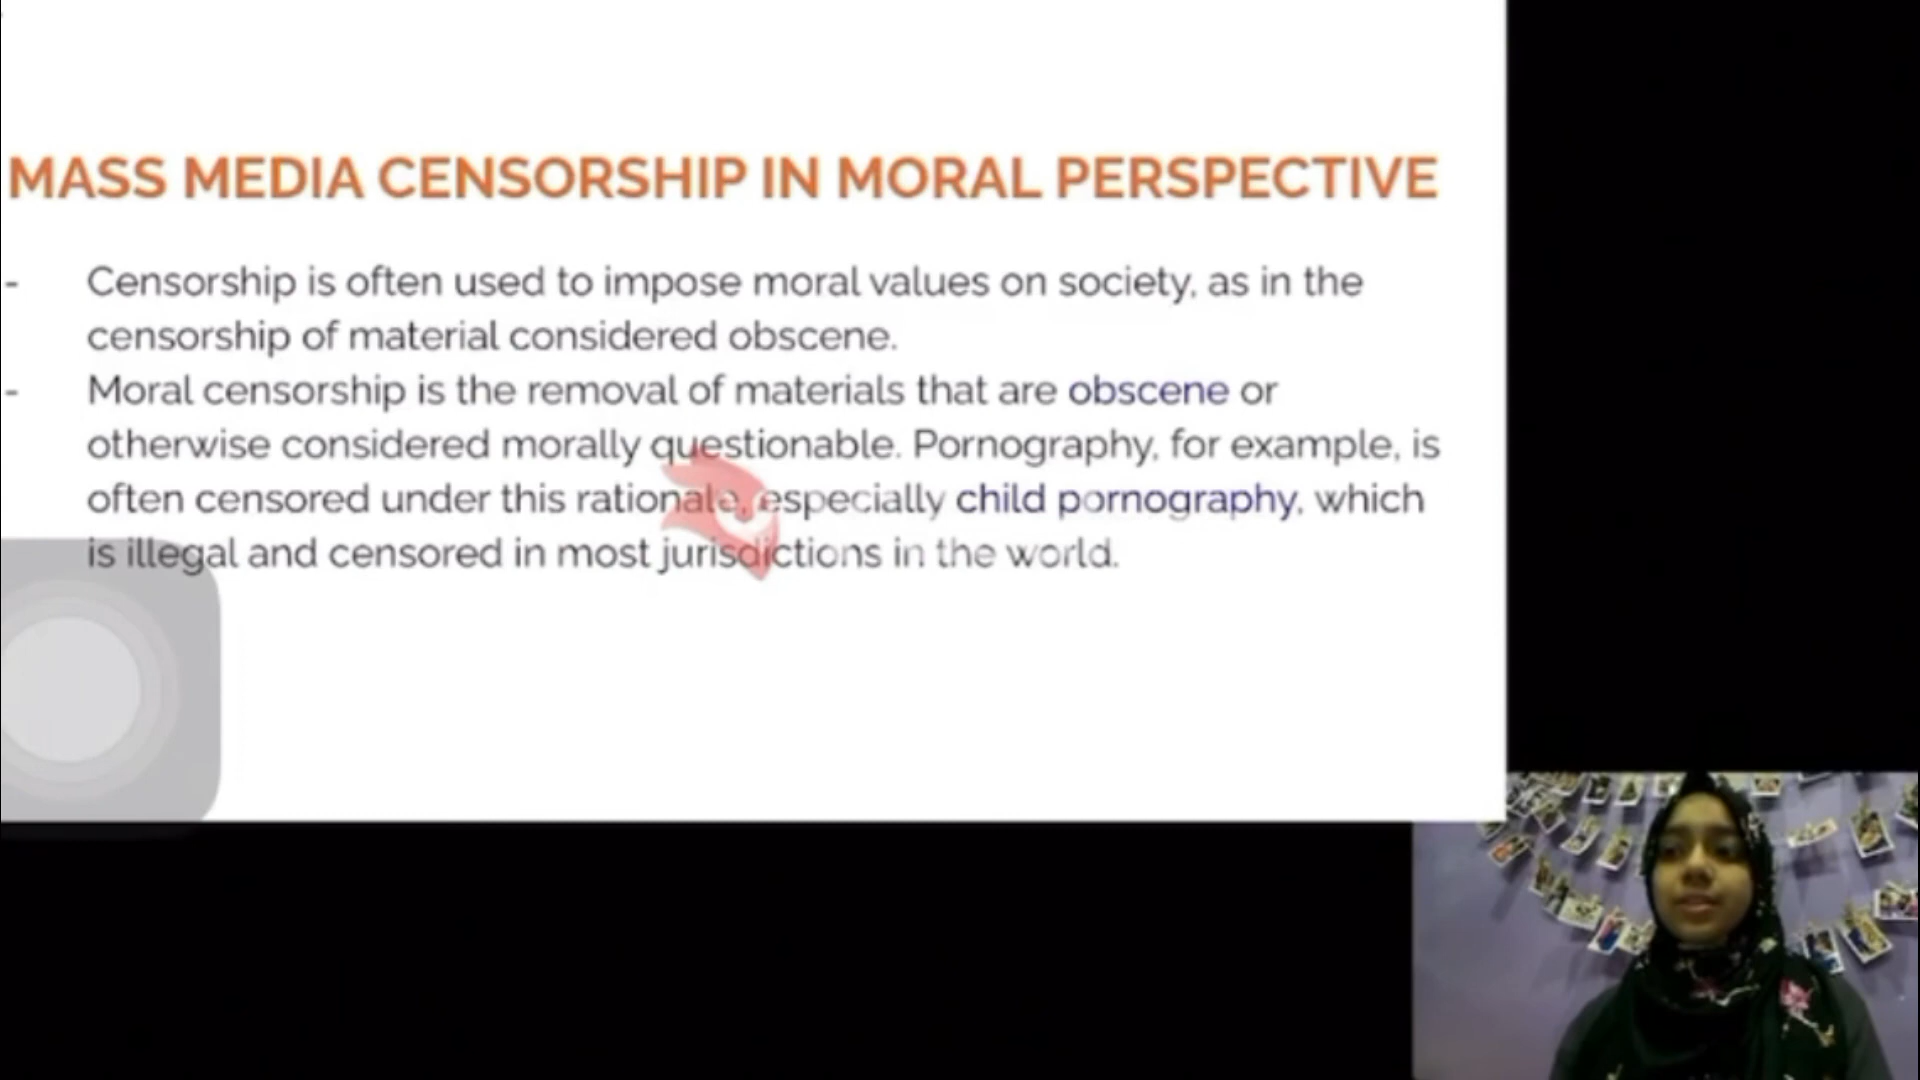 MASS MEDIA CENSORSHIP IN MORAL PERSPECTIVE
- Censorship is often used to impose moral values on society, as in the
censorship of material considered obscene.
- Moral censorship is the removal of materials that are obscene or
otherwise considered morally questionable. Pornography, for example, is
often censored under this rationale, especially child pornography, which
is illegal and censored in most jurisdictions in the world.